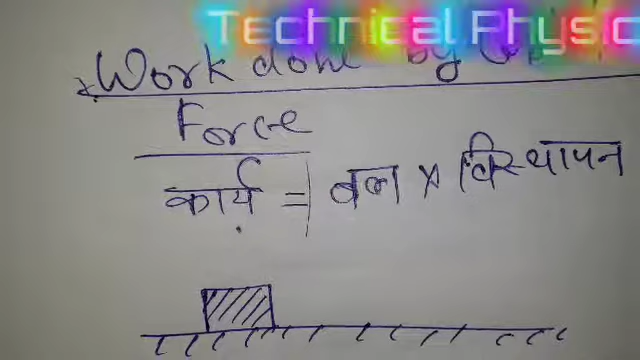 Technical Physic
Work done by
Force
कार्य = बल × विस्थापन